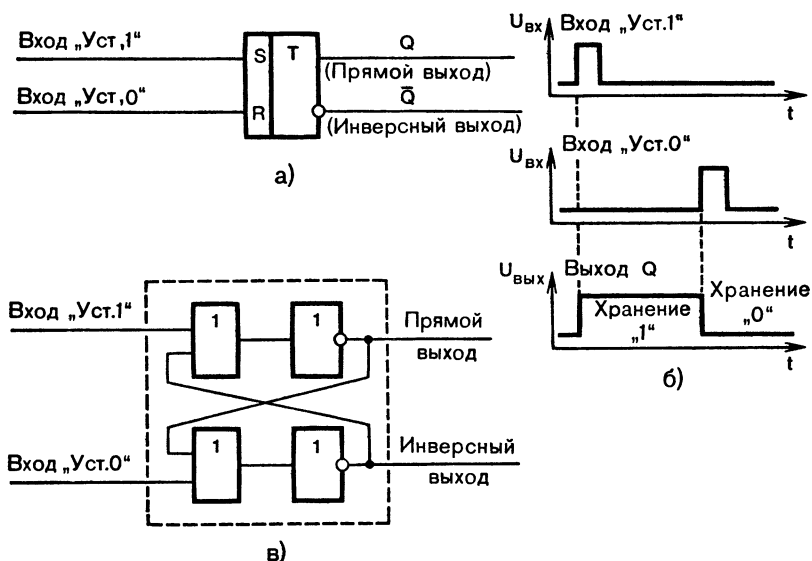 Вход „Уст,1“
S
T
Q
(Прямой выход)
Вход „Уст,0“
R
Q̅
(Инверсный выход)
а)
Uвх
Вход „Уст.1“
t
Uвх
Вход „Уст.0“
t
Uвых
Выход Q
Хранение
„1“
Хранение
„0“
t
б)
Вход „Уст.1“
1
1
Прямой
выход
Вход „Уст.0“
1
1
Инверсный
выход
в)